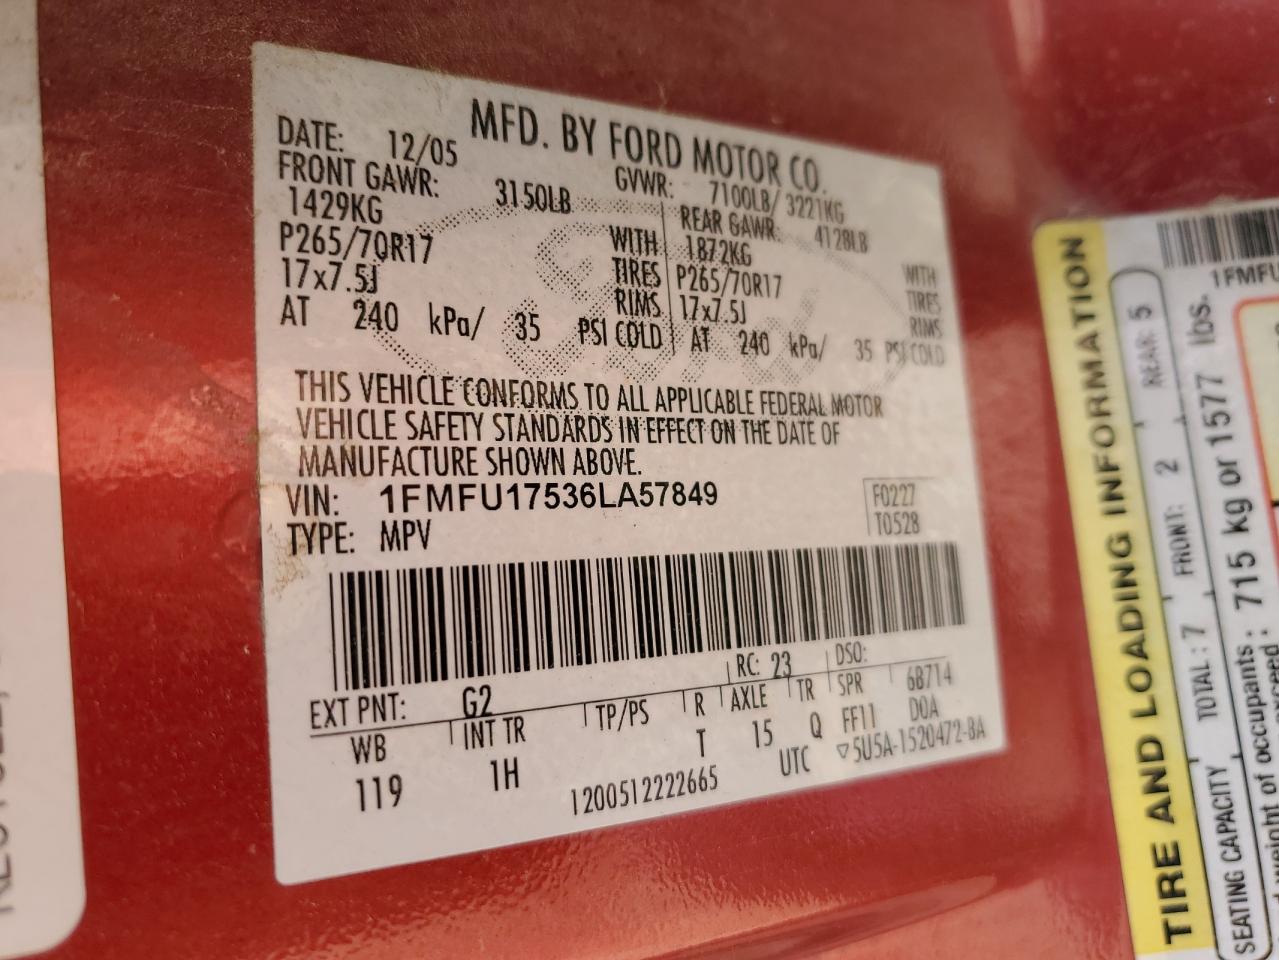 MFD. BY FORD MOTOR CO.
DATE: 12/05 GVWR: 7100LB/ 3221KG
FRONT GAWR: 3150LB REAR GAWR: 4128LB
1429KG WITH 1872KG WITH
P265/70R17 TIRES P265/70R17 TIRES
17x7.5J RIMS 17x7.5J RIMS
AT 240 kPa/ 35 PSI COLD AT 240 kPa/ 35 PSI COLD
THIS VEHICLE CONFORMS TO ALL APPLICABLE FEDERAL MOTOR
VEHICLE SAFETY STANDARDS IN EFFECT ON THE DATE OF
MANUFACTURE SHOWN ABOVE.
VIN: 1FMFU17536LA57849 F0227
TYPE: MPV T0528
EXT PNT: G2 RC: 23 DSO:
WB INT TR TP/PS R AXLE TR SPR 68714
119 1H T 15 Q FF11 DOA
1200512222665 UTC ▽5U5A-1520472-BA
TIRE AND LOADING INFORMATION
SEATING CAPACITY TOTAL: 7 FRONT: 2 REAR: 5
weight of occupants: 715 kg or 1577 lbs.
1FMFU